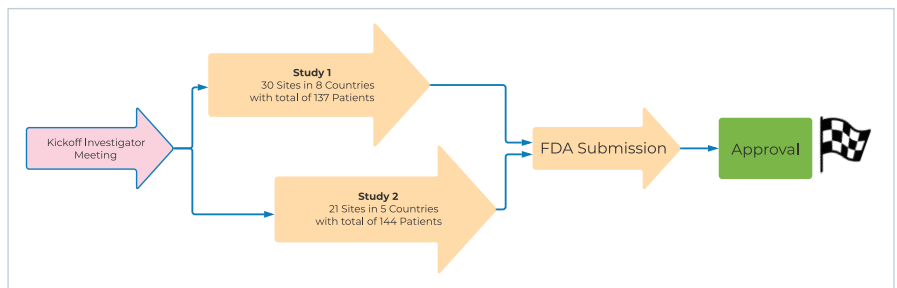 Kickoff Investigator
Meeting
Study 1
30 Sites in 8 Countries
with total of 137 Patients
Study 2
21 Sites in 5 Countries
with total of 144 Patients
FDA Submission
Approval